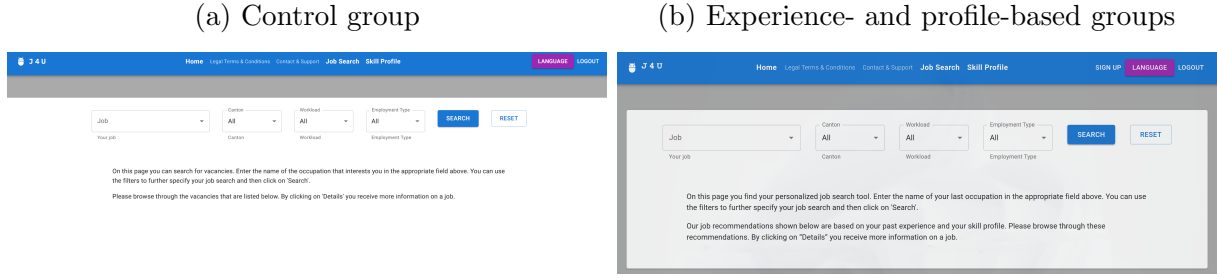 (a) Control group
J 4 U
Home Legal Terms & Conditions Contact & Support Job Search Skill Profile LANGUAGE LOGOUT
Canton Workload Employment Type
Job All All All SEARCH RESET
Your job Canton Workload Employment Type
On this page you can search for vacancies. Enter the name of the occupation that interests you in the appropriate field above. You can use
the filters to further specify your job search and then click on 'Search'.
Please browse through the vacancies that are listed below. By clicking on 'Details' you receive more information on a job.
(b) Experience- and profile-based groups
J 4 U
Home Legal Terms & Conditions Contact & Support Job Search Skill Profile SIGN UP LANGUAGE LOGOUT
Canton Workload Employment Type
Job All All All SEARCH RESET
Your job Canton Workload Employment Type
On this page you find your personalized job search tool. Enter the name of your last occupation in the appropriate field above. You can use
the filters to further specify your job search and then click on 'Search'.
Our job recommendations shown below are based on your past experience and your skill profile. Please browse through these
recommendations. By clicking on "Details" you receive more information on a job.